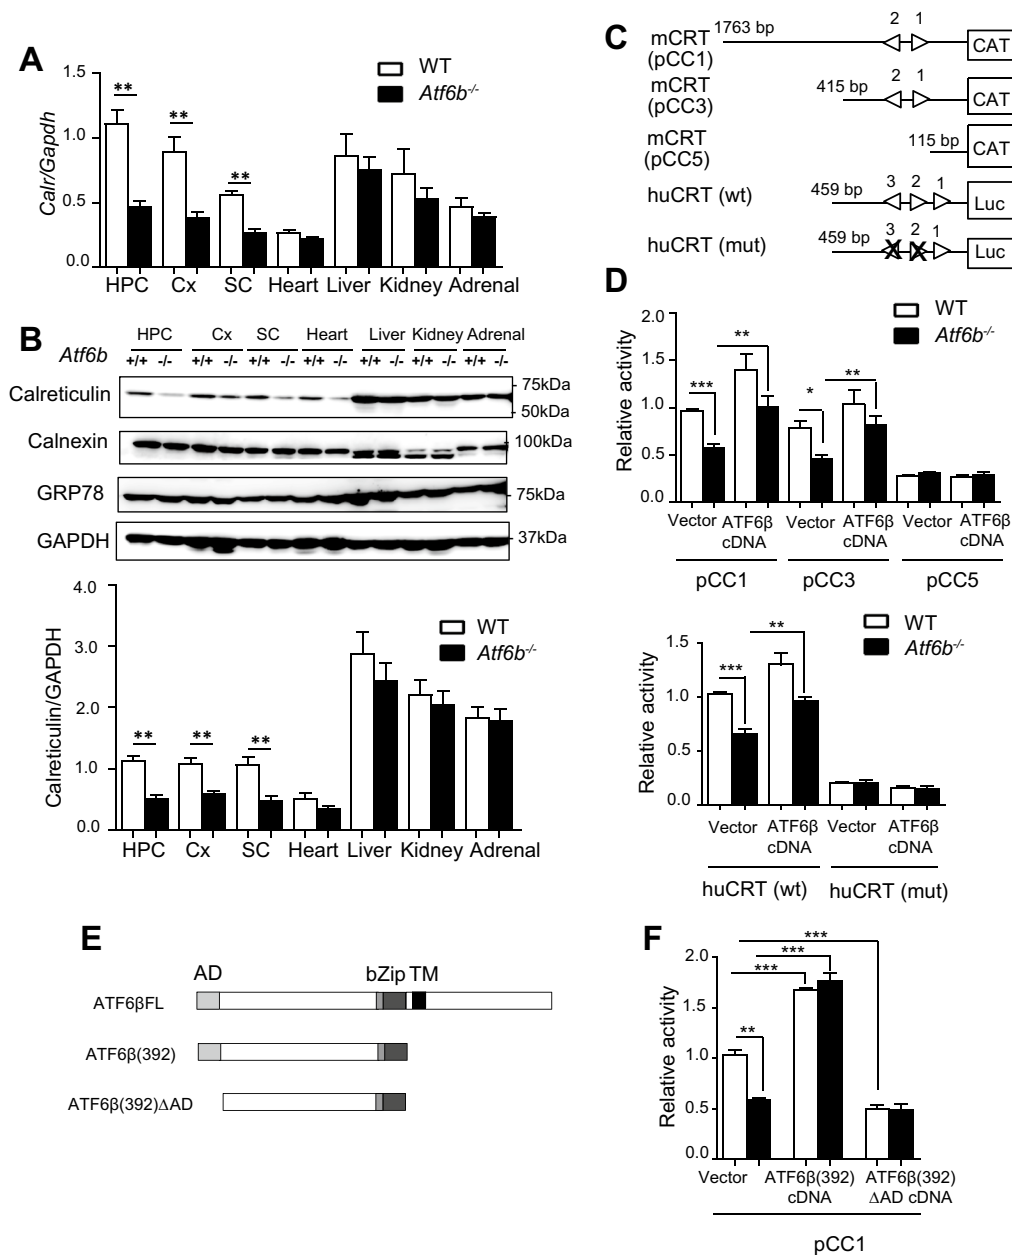 A
1.5
1.0
0.5
0.0
Calr/Gapdh
WT
Atf6b-/-
** ** **
HPC Cx SC Heart Liver Kidney Adrenal
B
HPC Cx SC Heart Liver Kidney Adrenal
Atf6b +/+ -/- +/+ -/- +/+ -/- +/+ -/- +/+ -/- +/+ -/- +/+ -/-
Calreticulin
75kDa
50kDa
Calnexin
100kDa
GRP78
75kDa
GAPDH
37kDa
4.0
3.0
2.0
1.0
0.0
Calreticulin/GAPDH
WT
Atf6b-/-
** ** **
HPC Cx SC Heart Liver Kidney Adrenal
C
mCRT
(pCC1)
1763 bp
2 1
CAT
mCRT
(pCC3)
415 bp
2 1
CAT
mCRT
(pCC5)
115 bp
CAT
huCRT (wt)
459 bp
3 2 1
Luc
huCRT (mut)
459 bp
3 2 1
X X
Luc
D
2.0
1.5
1.0
0.5
0.0
Relative activity
WT
Atf6b-/-
*** ** * **
Vector ATF6β Vector ATF6β Vector ATF6β
cDNA cDNA cDNA
pCC1 pCC3 pCC5
1.5
1.0
0.5
0.0
Relative activity
WT
Atf6b-/-
*** **
Vector ATF6β Vector ATF6β
cDNA cDNA
huCRT (wt) huCRT (mut)
E
AD bZip TM
ATF6βFL
ATF6β(392)
ATF6β(392)ΔAD
F
2.0
1.5
1.0
0.5
0.0
Relative activity
***
***
***
**
Vector ATF6β(392) ATF6β(392)
cDNA ΔAD cDNA
pCC1